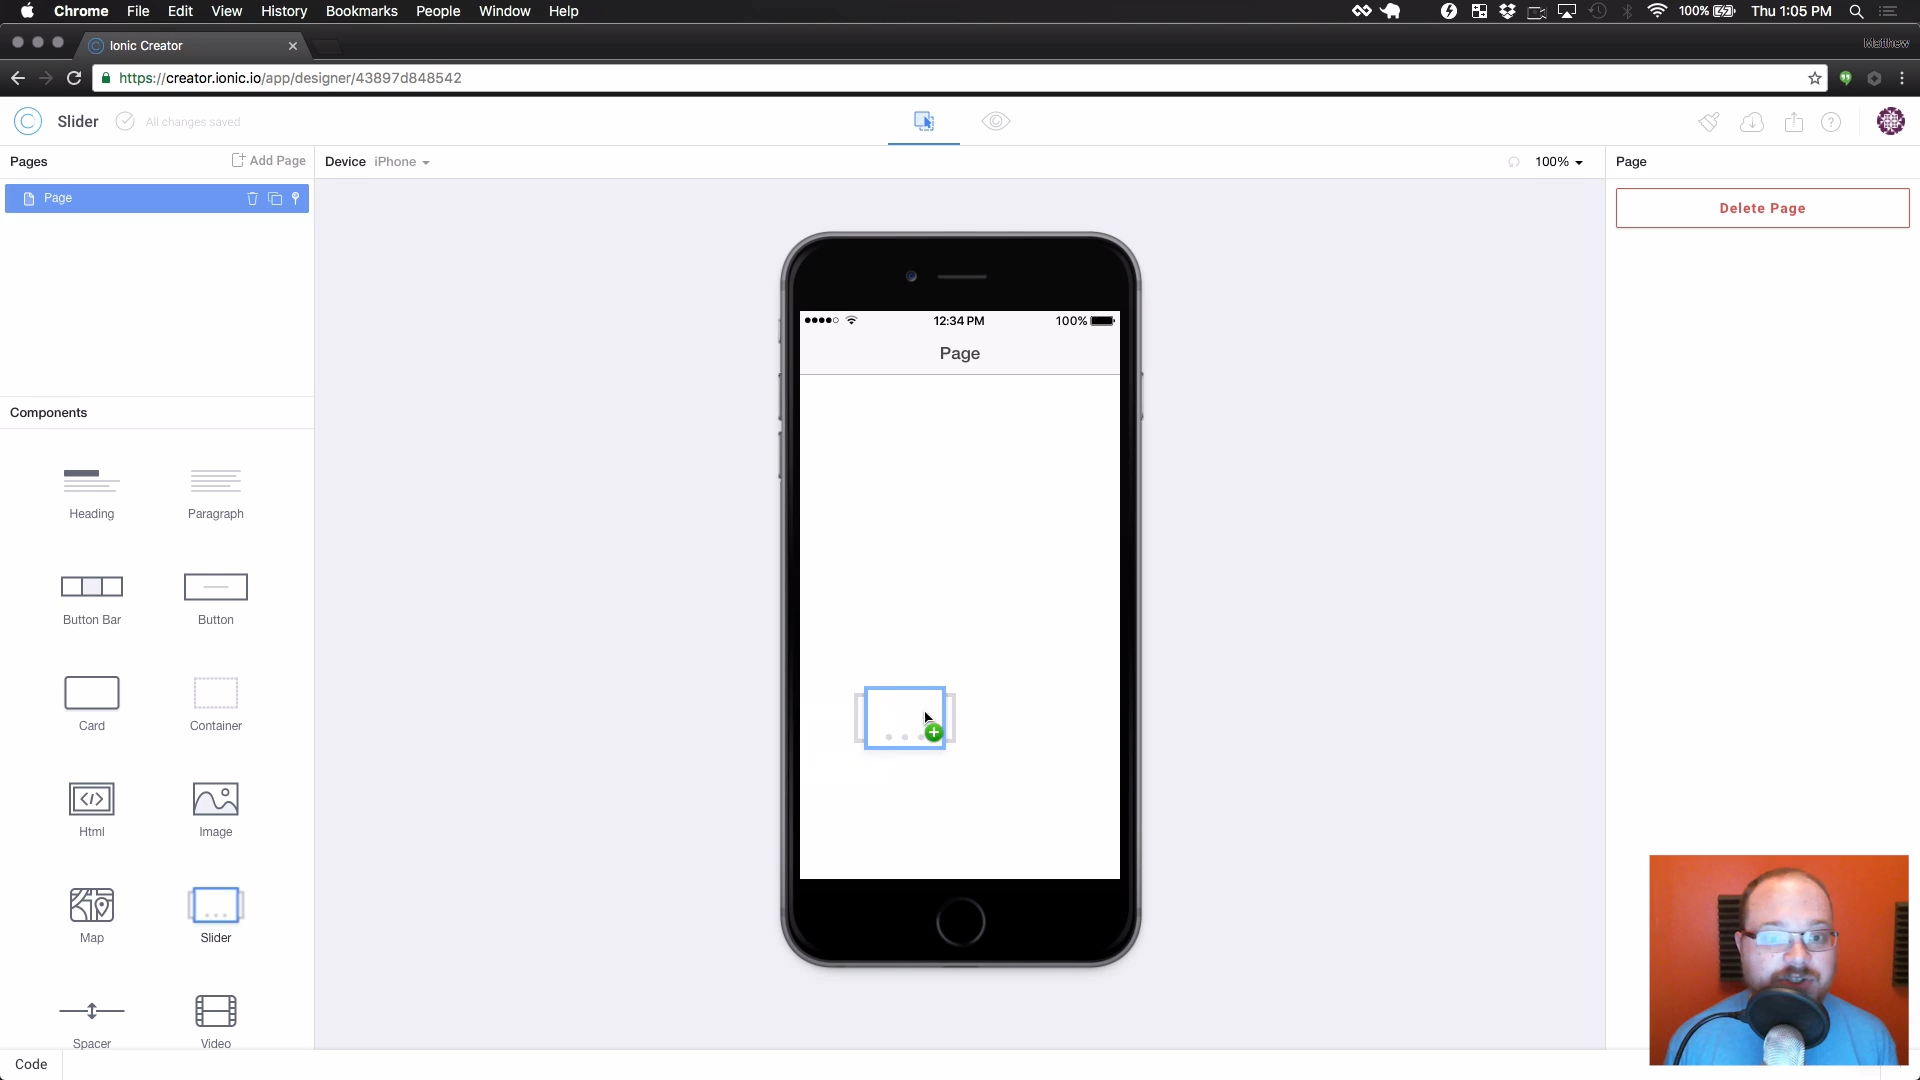 Chrome File Edit View History Bookmarks People Window Help 100% Thu 1:05 PM
Ionic Creator Matthew
https://creator.ionic.io/app/designer/43897d848542
Slider All changes saved
Pages Add Page Device iPhone 100% Page
Page
Delete Page
12:34 PM 100%
Page
Components
Heading Paragraph
Button Bar Button
Card Container
Html Image
Map Slider
Spacer Video
Code